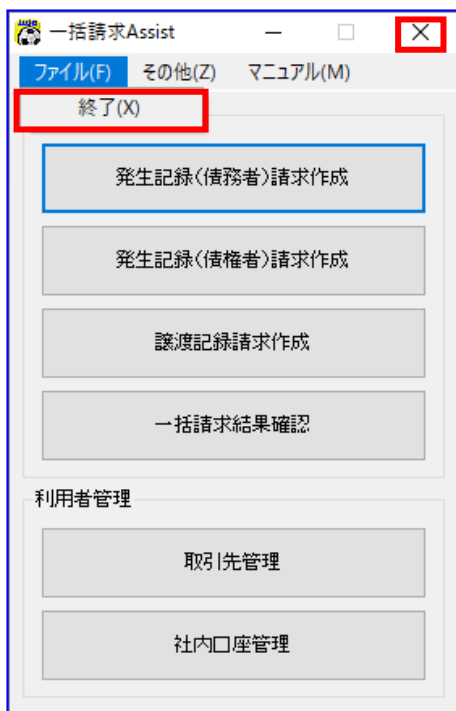 一括請求Assist
ファイル(F) その他(Z) マニュアル(M)
終了(X)
発生記録(債務者)請求作成
発生記録(債権者)請求作成
譲渡記録請求作成
一括請求結果確認
利用者管理
取引先管理
社内口座管理